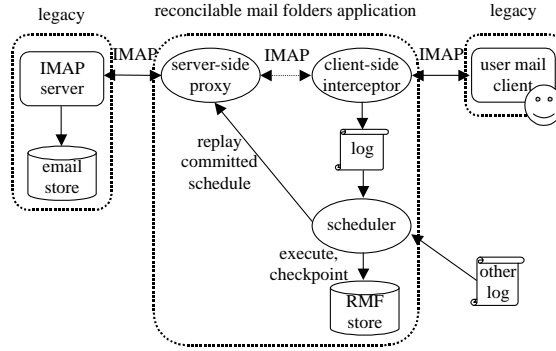 legacy
reconcilable mail folders application
legacy
IMAP
IMAP
IMAP
IMAP
server
server-side
proxy
client-side
interceptor
user mail
client
email
store
replay
committed
schedule
log
scheduler
execute,
checkpoint
RMF
store
other
log